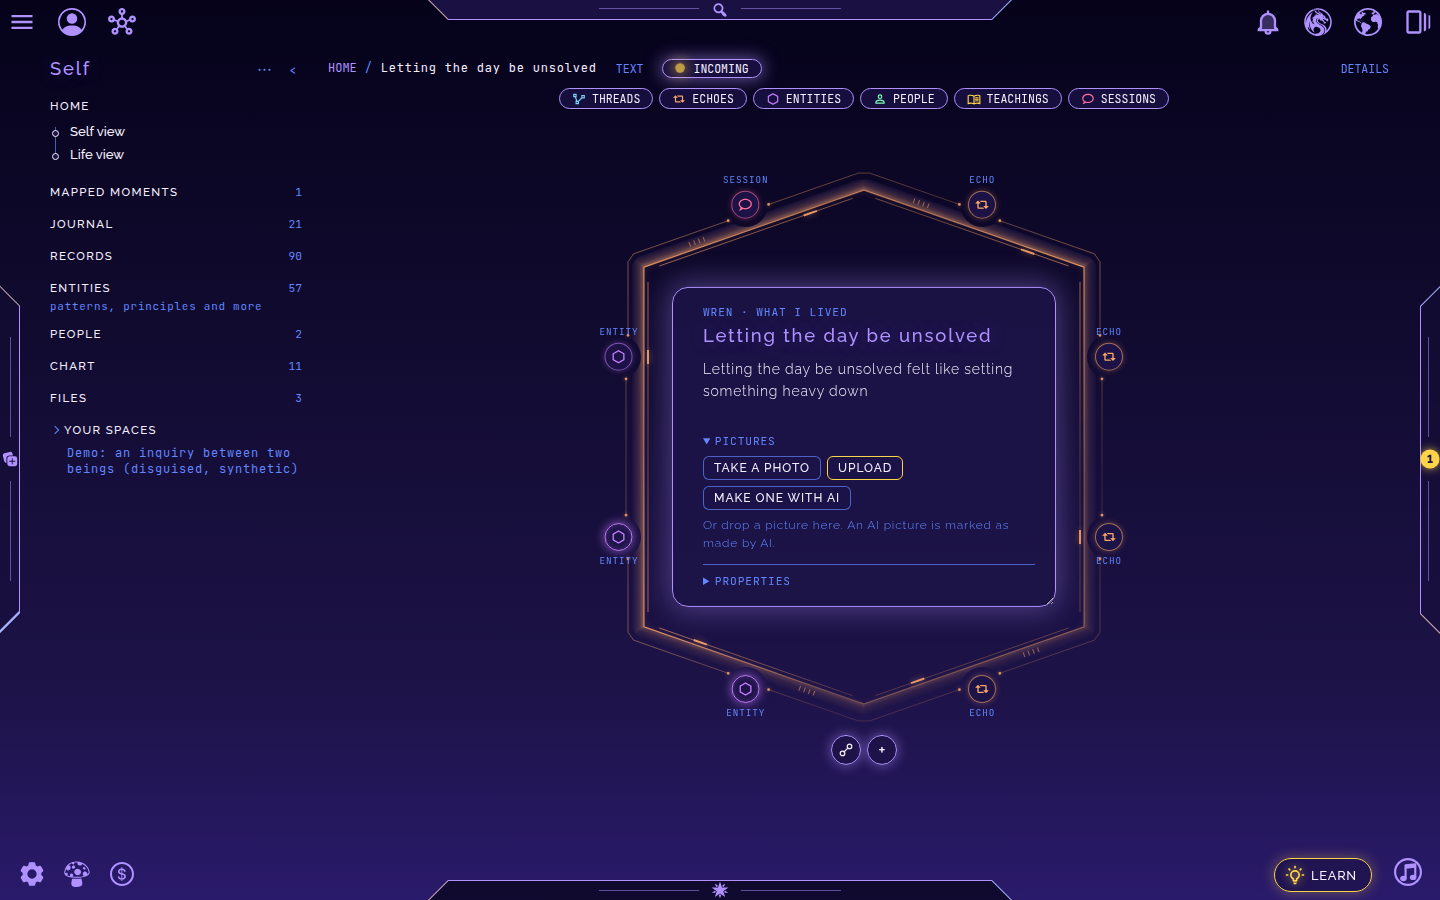 Self
...
<
HOME / Letting the day be unsolved
TEXT
INCOMING
DETAILS
THREADS
ECHOES
ENTITIES
PEOPLE
TEACHINGS
SESSIONS
HOME
Self view
Life view
MAPPED MOMENTS 1
JOURNAL 21
RECORDS 90
ENTITIES 57
patterns, principles and more
PEOPLE 2
CHART 11
FILES 3
YOUR SPACES
Demo: an inquiry between two
beings (disguised, synthetic)
SESSION
ECHO
ENTITY
ECHO
WREN · WHAT I LIVED
Letting the day be unsolved
Letting the day be unsolved felt like setting
something heavy down
PICTURES
TAKE A PHOTO
UPLOAD
MAKE ONE WITH AI
Or drop a picture here. An AI picture is marked as
made by AI.
PROPERTIES
ENTITY
ECHO
ENTITY
ECHO
+
1
$
LEARN